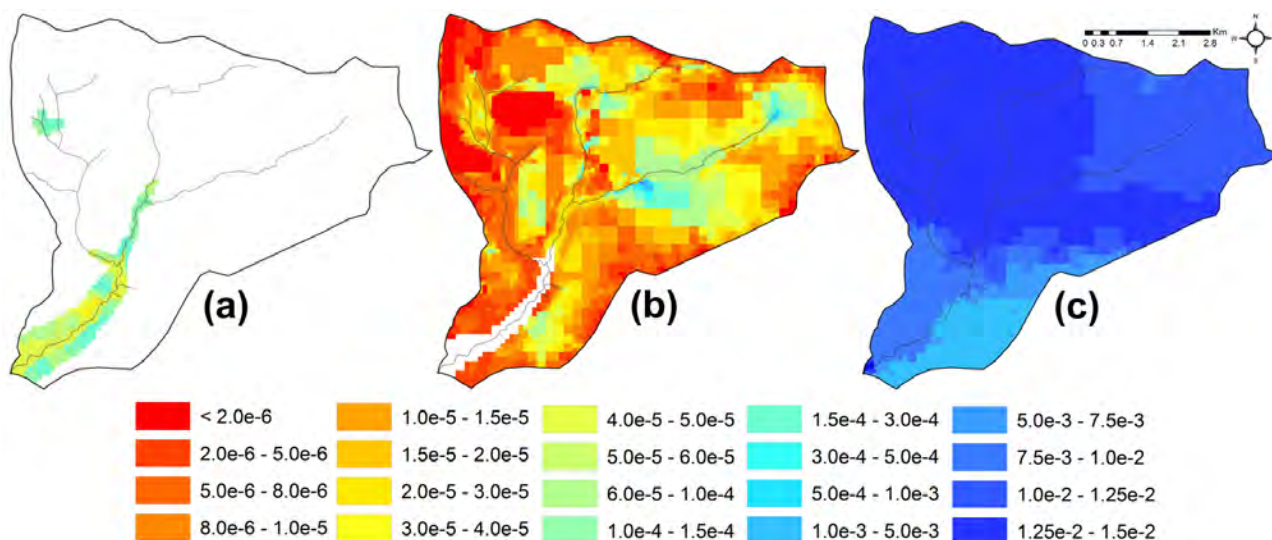 Km
0 0.3 0.7 1.4 2.1 2.8
N
W E
S
(a) (b) (c)
< 2.0e-6 1.0e-5 - 1.5e-5 4.0e-5 - 5.0e-5 1.5e-4 - 3.0e-4 5.0e-3 - 7.5e-3
2.0e-6 - 5.0e-6 1.5e-5 - 2.0e-5 5.0e-5 - 6.0e-5 3.0e-4 - 5.0e-4 7.5e-3 - 1.0e-2
5.0e-6 - 8.0e-6 2.0e-5 - 3.0e-5 6.0e-5 - 1.0e-4 5.0e-4 - 1.0e-3 1.0e-2 - 1.25e-2
8.0e-6 - 1.0e-5 3.0e-5 - 4.0e-5 1.0e-4 - 1.5e-4 1.0e-3 - 5.0e-3 1.25e-2 - 1.5e-2